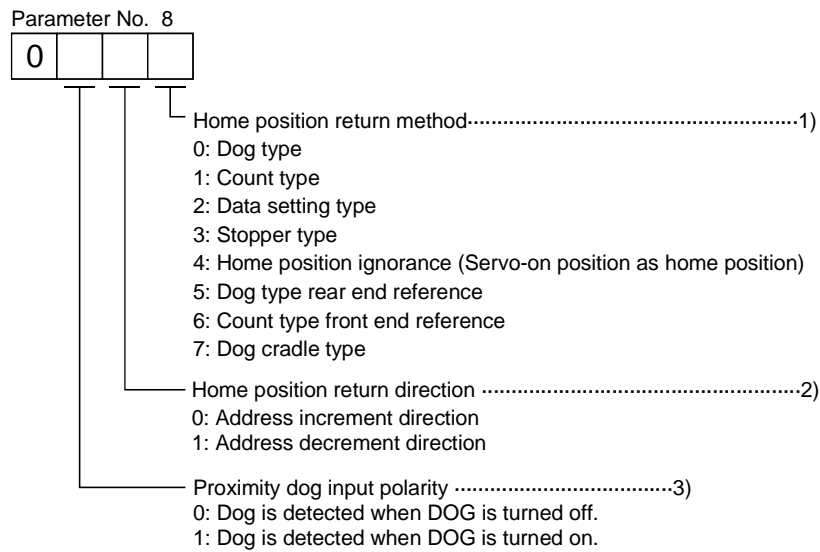 Parameter No. 8
0
Home position return method·························································1)
0: Dog type
1: Count type
2: Data setting type
3: Stopper type
4: Home position ignorance (Servo-on position as home position)
5: Dog type rear end reference
6: Count type front end reference
7: Dog cradle type
Home position return direction ······················································2)
0: Address increment direction
1: Address decrement direction
Proximity dog input polarity ·····································3)
0: Dog is detected when DOG is turned off.
1: Dog is detected when DOG is turned on.